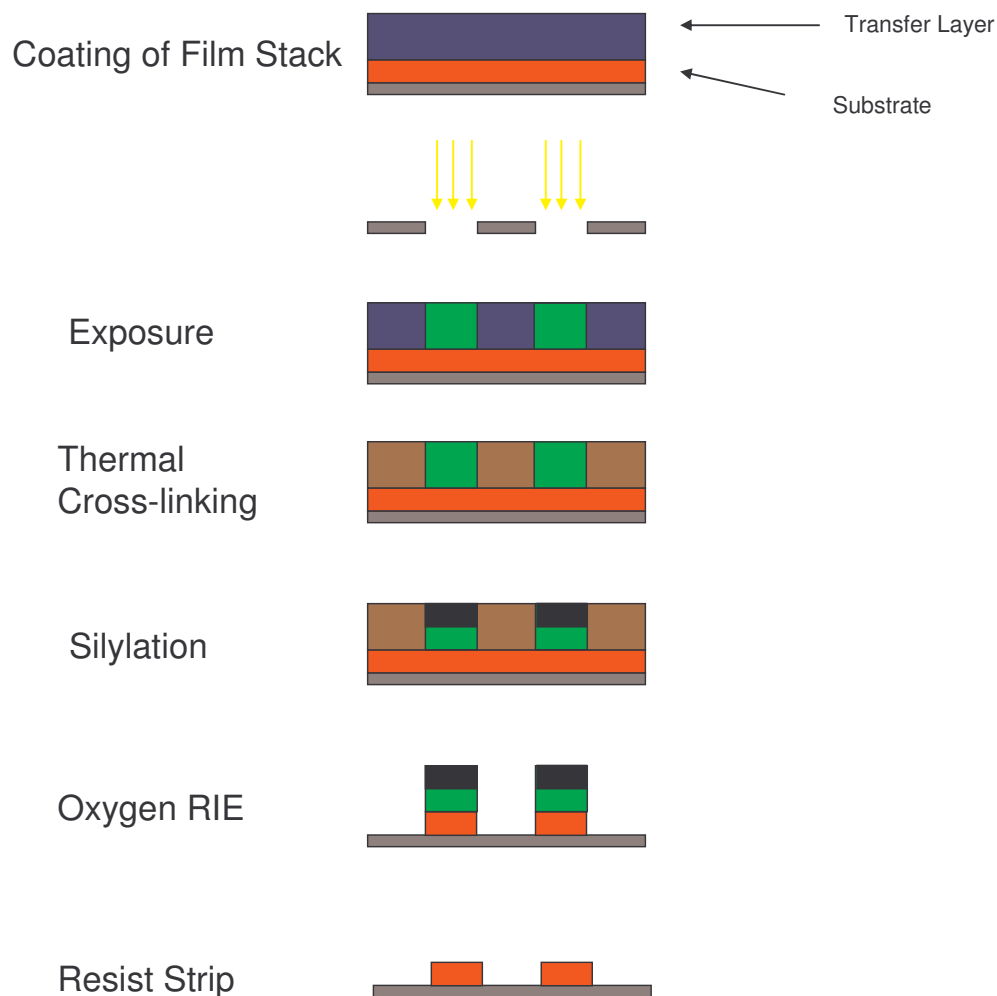 Coating of Film Stack
Transfer Layer
Substrate
Exposure
Thermal
Cross-linking
Silylation
Oxygen RIE
Resist Strip